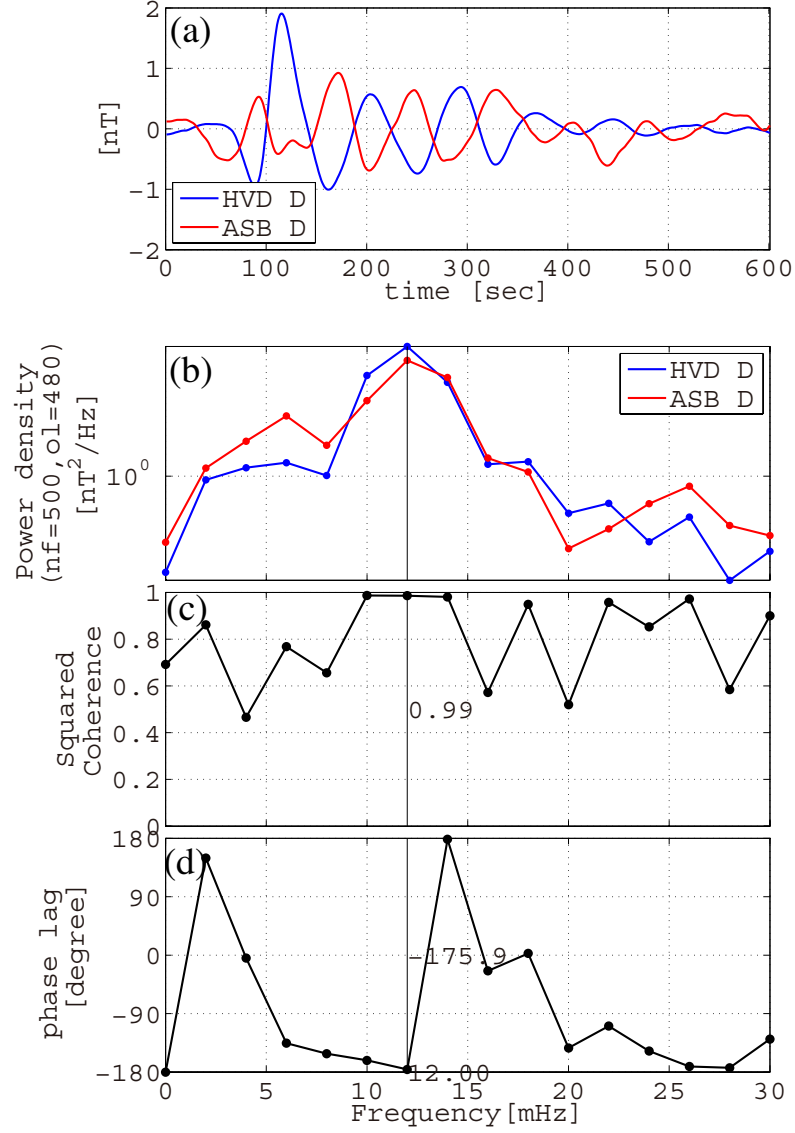 (a)
2
1
0
−1
−2
[nT]
HVD D
ASB D
0 100 200 300 400 500 600
time [sec]
(b)
Power density
(nf=500,ol=480)
[nT²/Hz]
10⁰
HVD D
ASB D
(c)
1
0.8
0.6
0.4
0.2
0
Squared
Coherence
0.99
(d)
180
90
0
−90
−180
phase lag
[degree]
−175.9
12.00
0 5 10 15 20 25 30
Frequency[mHz]